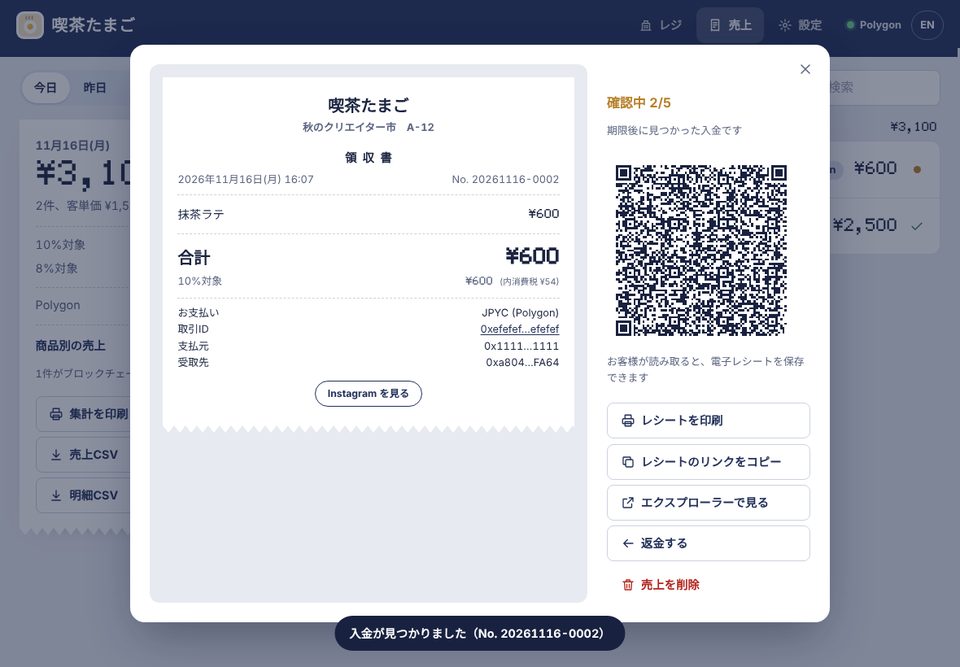 喫茶たまご
レジ
売上
設定
Polygon
EN
今日
昨日
検索
11月16日(月)
¥3,10
2件、客単価 ¥1,5
10%対象
8%対象
Polygon
商品別の売上
1件がブロックチェー
集計を印刷
売上CSV
明細CSV
¥3,100
¥600
¥2,500
喫茶たまご
秋のクリエイター市 A-12
領収書
2026年11月16日(月) 16:07 No. 20261116-0002
抹茶ラテ ¥600
合計 ¥600
10%対象 ¥600 (内消費税 ¥54)
お支払い JPYC (Polygon)
取引ID 0xefefef…efefef
支払元 0x1111…1111
受取先 0xa804…FA64
Instagram を見る
確認中 2/5
期限後に見つかった入金です
お客様が読み取ると、電子レシートを保存
できます
レシートを印刷
レシートのリンクをコピー
エクスプローラーで見る
返金する
売上を削除
入金が見つかりました（No. 20261116-0002）